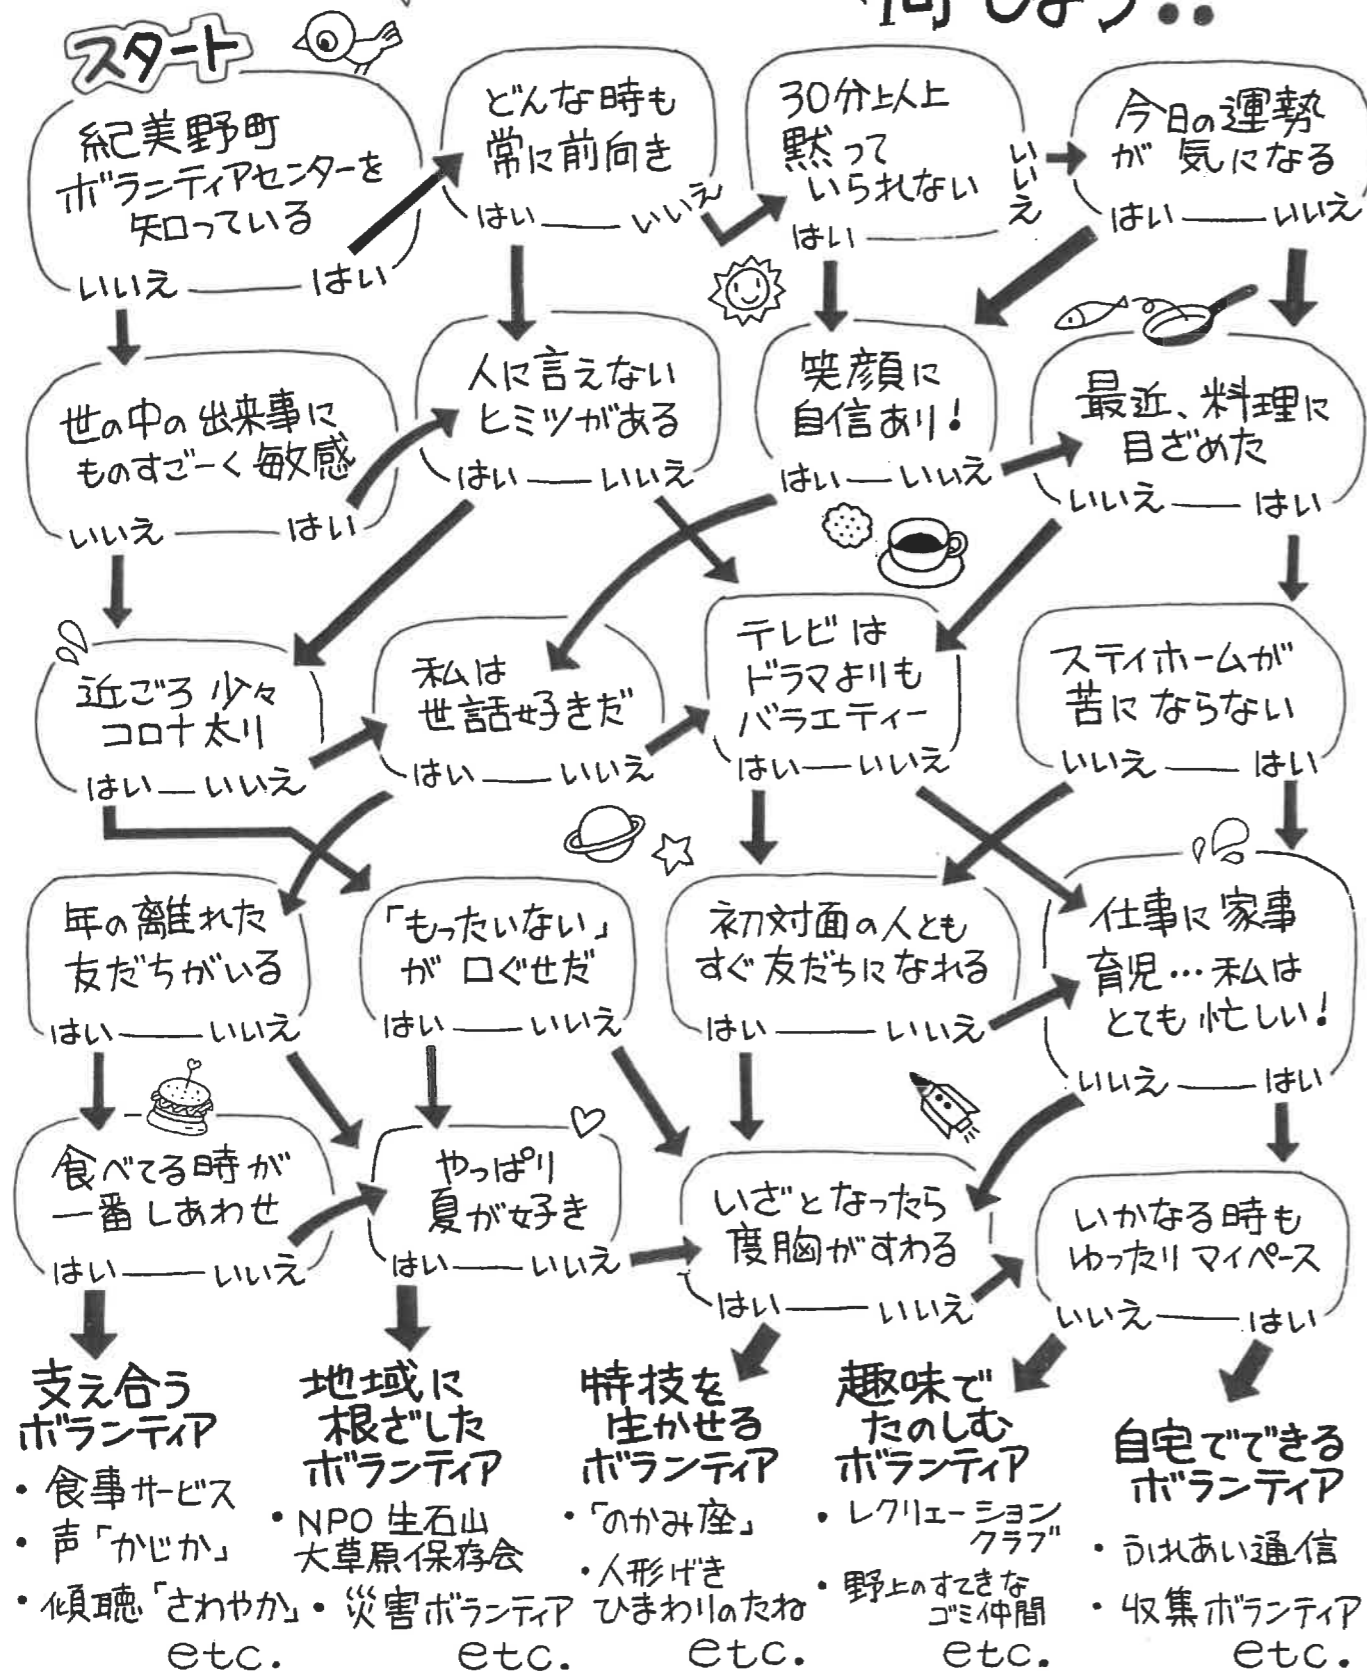 何しよう!!
スタート
紀美野町
ボランティアセンターを
知っている
いいえ はい
どんな時も
常に前向き
はい いいえ
30分以上
黙って
いられない
はい いいえ
今日の運勢
が 気になる
はい いいえ
世の中の出来事に
ものすごーく敏感
いいえ はい
人に言えない
ヒミツがある
はい いいえ
笑顔に
自信あり!
はい いいえ
最近、料理に
目ざめた
いいえ はい
近ごろ 少々
コロナ太り
はい いいえ
私は
世話好きだ
はい いいえ
テレビは
ドラマよりも
バラエティー
はい いいえ
ステイホームが
苦にならない
いいえ はい
年の離れた
友だちがいる
はい いいえ
「もったいない」
が 口ぐせだ
はい いいえ
初対面の人とも
すぐ友だちになれる
はい いいえ
仕事に家事
育児…私は
とても忙しい!
いいえ はい
食べてる時が
一番しあわせ
はい いいえ
やっぱり
夏が好き
はい いいえ
いざとなったら
度胸がすわる
はい いいえ
いかなる時も
ゆったりマイペース
いいえ はい
支え合う
ボランティア
・食事サービス
・声「かじか」
・傾聴「さわやか」
etc.
地域に
根ざした
ボランティア
・NPO 生石山
大草原保存会
・災害ボランティア
etc.
特技を
生かせる
ボランティア
・「のかみ座」
・人形げき
ひまわりのたね
etc.
趣味で
たのしむ
ボランティア
・レクリエーション
クラブ
・野上のすてきな
ゴミ仲間
etc.
自宅でできる
ボランティア
・ふれあい通信
・収集ボランティア
etc.